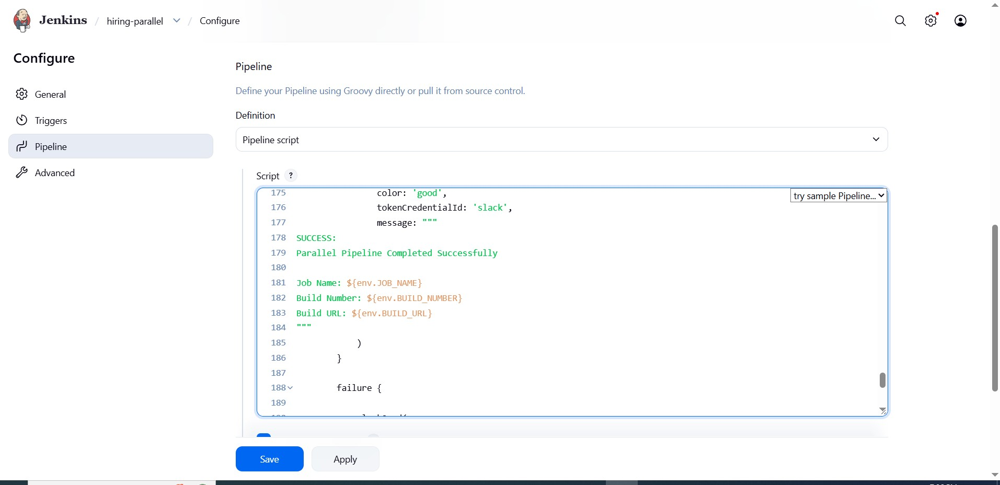 Jenkins / hiring-parallel / Configure
Configure
General
Triggers
Pipeline
Advanced
Pipeline
Define your Pipeline using Groovy directly or pull it from source control.
Definition
Pipeline script
Script ?
try sample Pipeline...
175 color: 'good',
176 tokenCredentialId: 'slack',
177 message: """
178 SUCCESS:
179 Parallel Pipeline Completed Successfully
180
181 Job Name: ${env.JOB_NAME}
182 Build Number: ${env.BUILD_NUMBER}
183 Build URL: ${env.BUILD_URL}
184 """
185 )
186 }
187
188 failure {
189
Save
Apply